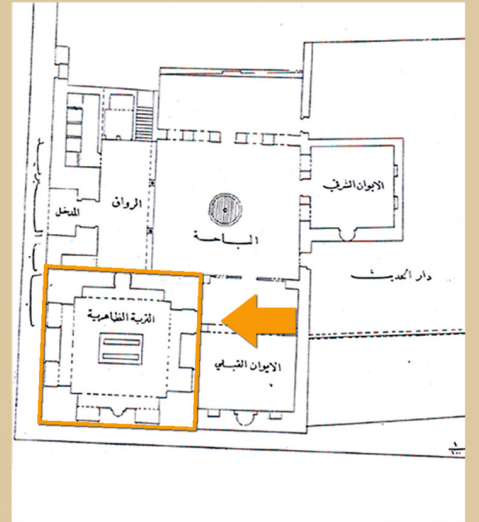 الايوان الشرقي
الرواق
المدخل
الباحة
دار الحديث
التربة الظاهرية
الايوان القبلي